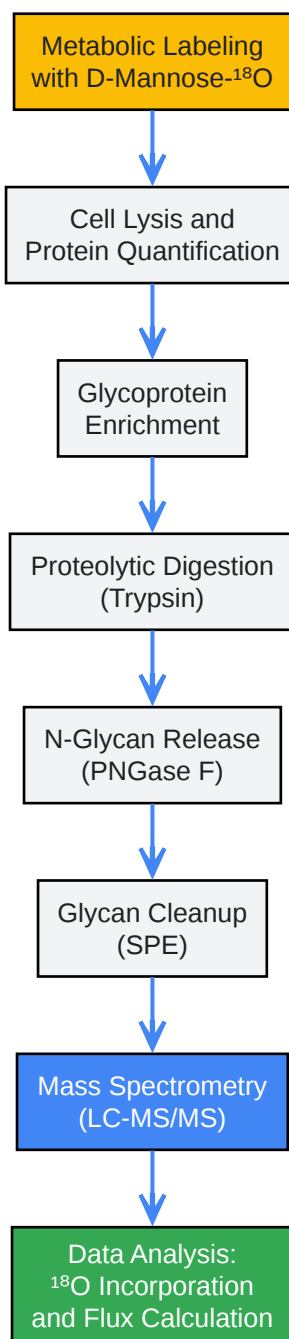 Metabolic Labeling
with D-Mannose-¹⁸O
Cell Lysis and
Protein Quantification
Glycoprotein
Enrichment
Proteolytic Digestion
(Trypsin)
N-Glycan Release
(PNGase F)
Glycan Cleanup
(SPE)
Mass Spectrometry
(LC-MS/MS)
Data Analysis:
¹⁸O Incorporation
and Flux Calculation